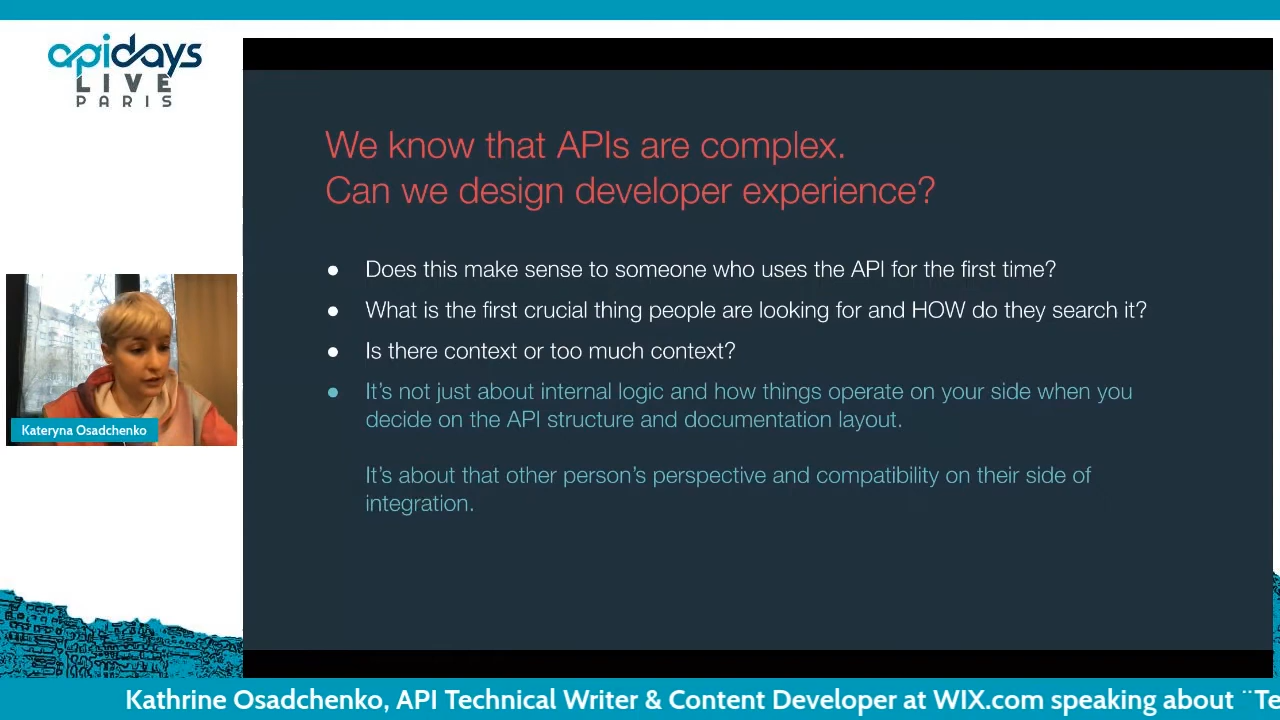 apidays
LIVE
PARIS
We know that APIs are complex.
Can we design developer experience?
● Does this make sense to someone who uses the API for the first time?
● What is the first crucial thing people are looking for and HOW do they search it?
● Is there context or too much context?
● It's not just about internal logic and how things operate on your side when you
decide on the API structure and documentation layout.
It's about that other person's perspective and compatibility on their side of
integration.
Kateryna Osadchenko
Kathrine Osadchenko, API Technical Writer & Content Developer at WIX.com speaking about ¨Te